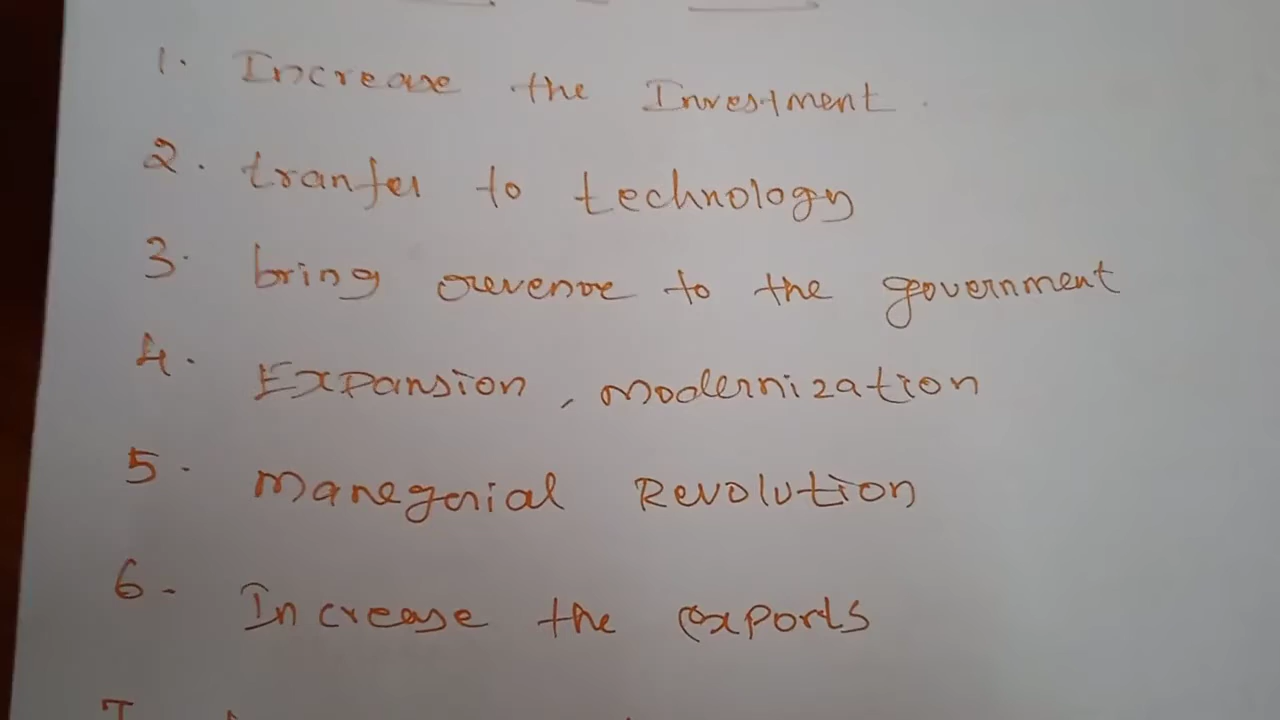 1. Increase the Investment.
2. tranfer to technology
3. bring revenue to the government
4. Expansion, modernization
5. manegerial Revolution
6. Increase the exports